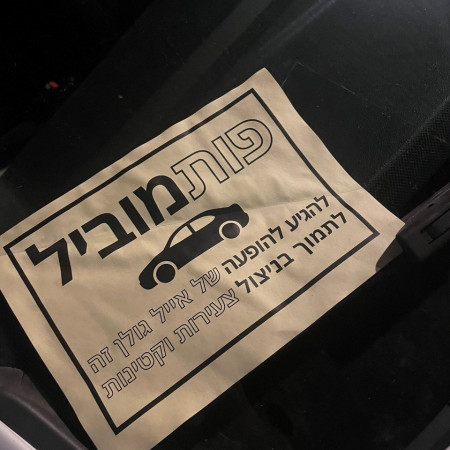 פותמוביל
להגיע להופעה של אייל גולן זה
לתמוך בניצול צעירות וקטינות